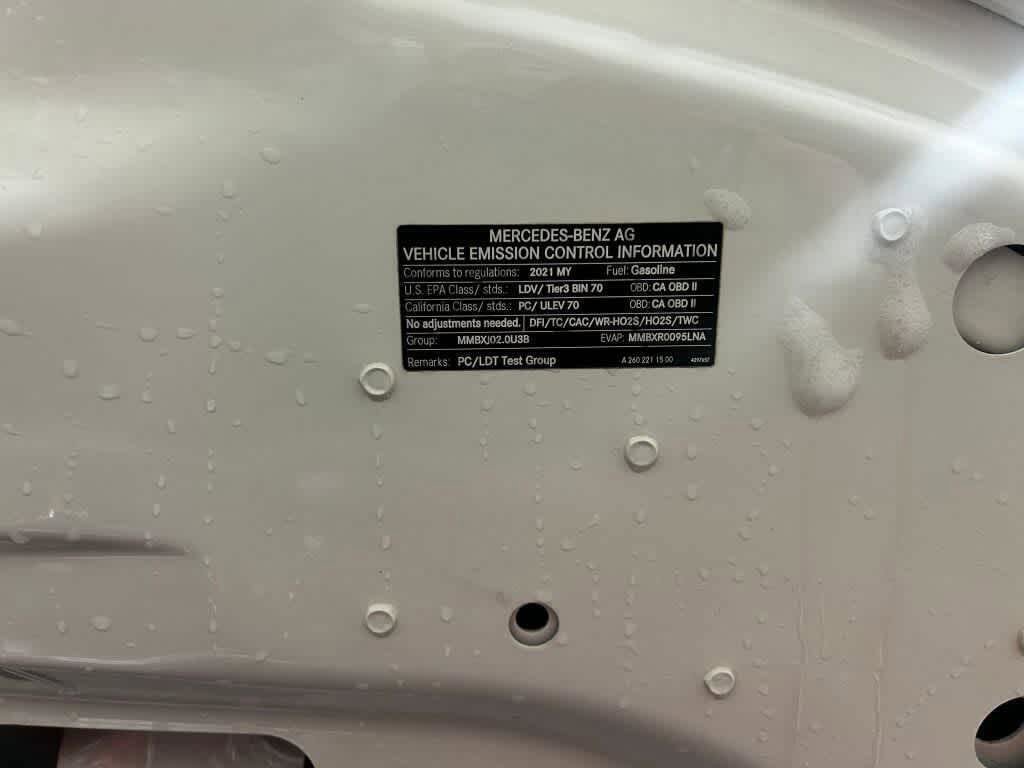 MERCEDES-BENZ AG
VEHICLE EMISSION CONTROL INFORMATION
Conforms to regulations: 2021 MY Fuel: Gasoline
U.S. EPA Class/ stds.: LDV/ Tier3 BIN 70 OBD: CA OBD II
California Class/ stds.: PC/ ULEV 70 OBD: CA OBD II
No adjustments needed. DFI/TC/CAC/WR-HO2S/HO2S/TWC
Group: MMBXJ02.0U3B EVAP: MMBXR0095LNA
Remarks: PC/LDT Test Group A 260 221 15 00